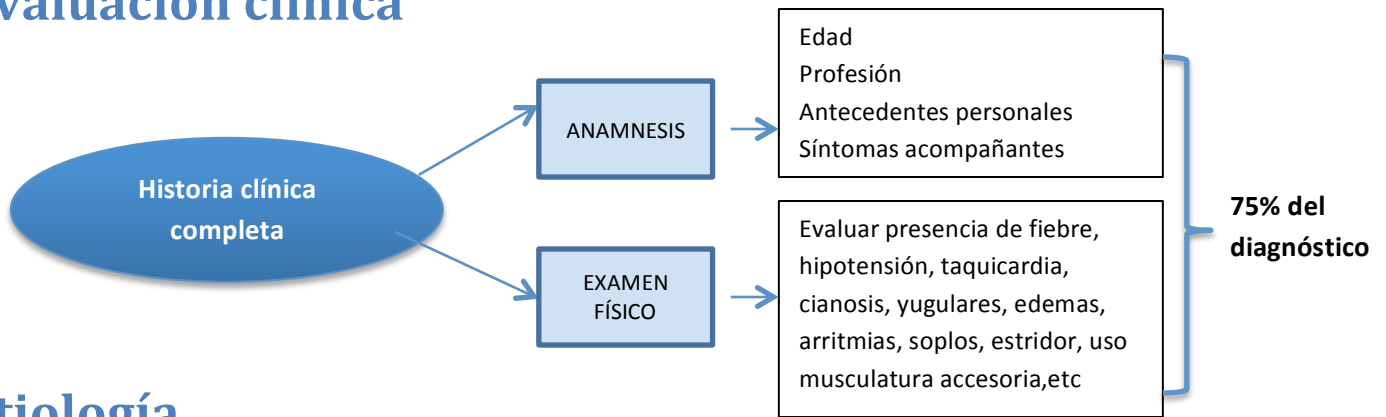 valuación clínica
Historia clínica
completa
ANAMNESIS
Edad
Profesión
Antecedentes personales
Síntomas acompañantes
EXAMEN
FÍSICO
Evaluar presencia de fiebre,
hipotensión, taquicardia,
cianosis, yugulares, edemas,
arritmias, soplos, estridor, uso
musculatura accesoria,etc
75% del
diagnóstico
tiología